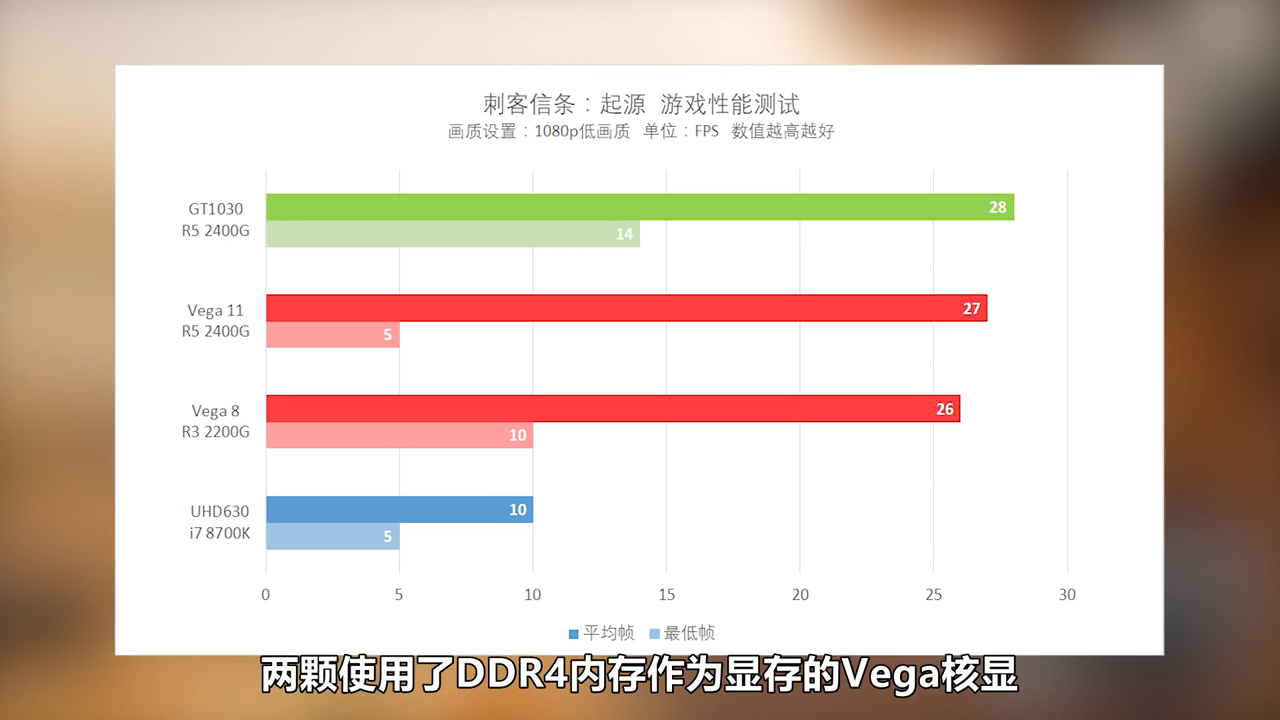 刺客信条：起源 游戏性能测试
画质设置：1080p低画质 单位：FPS 数值越高越好
GT1030
R5 2400G
28
14
Vega 11
R5 2400G
27
5
Vega 8
R3 2200G
26
10
UHD630
i7 8700K
10
5
0 5 10 15 20 25 30
平均帧 最低帧
两颗使用了DDR4内存作为显存的Vega核显